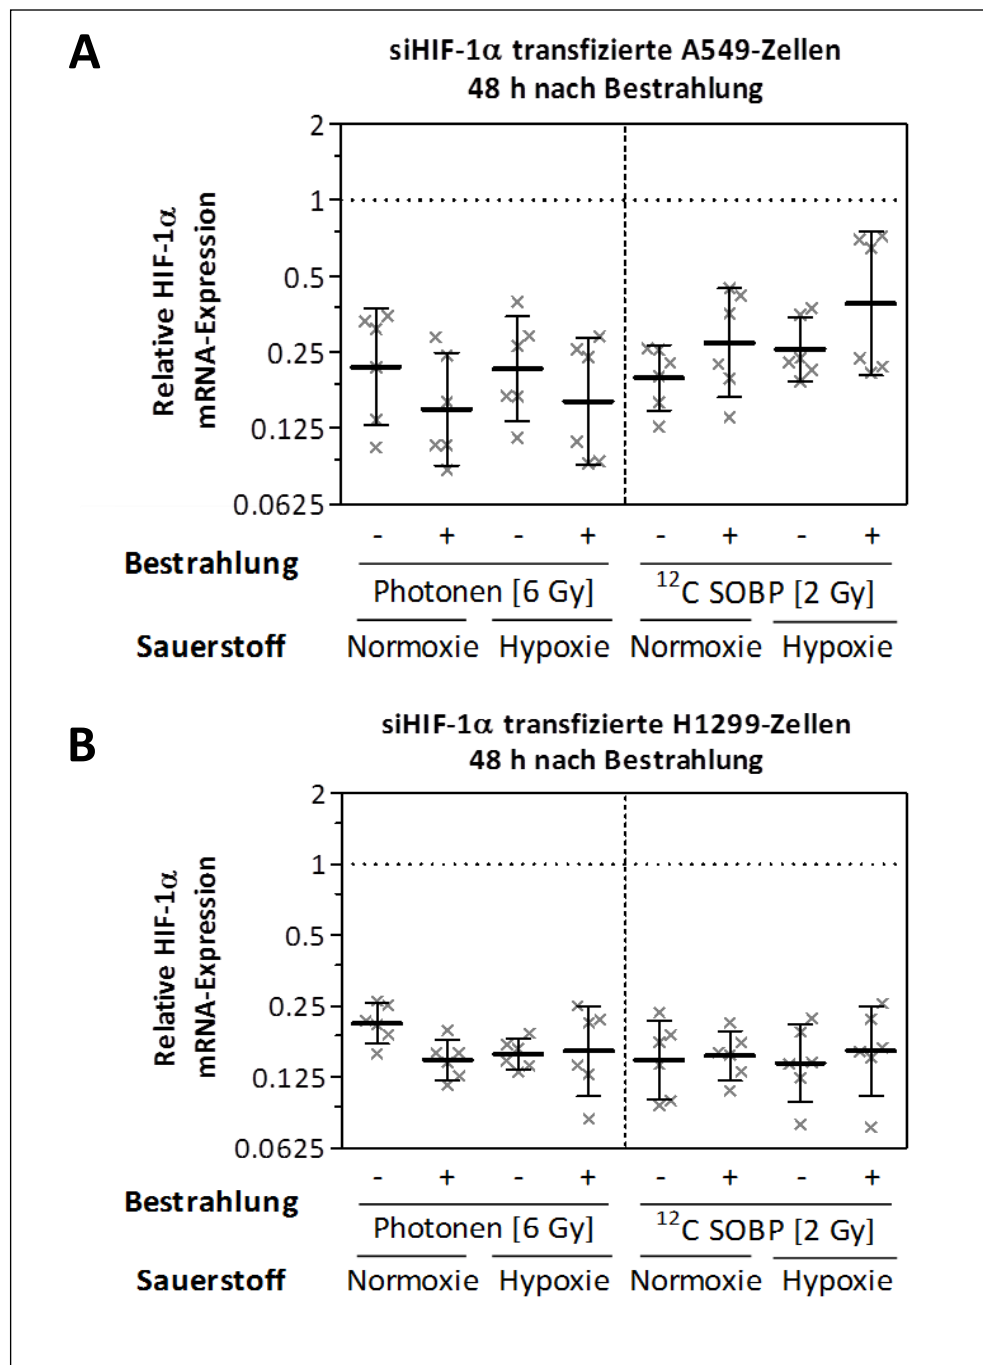 A
siHIF-1α transfizierte A549-Zellen
48 h nach Bestrahlung
Relative HIF-1α
mRNA-Expression
2
1
0.5
0.25
0.125
0.0625
Bestrahlung - + - + - + - +
Photonen [6 Gy] ¹²C SOBP [2 Gy]
Sauerstoff Normoxie Hypoxie Normoxie Hypoxie
B
siHIF-1α transfizierte H1299-Zellen
48 h nach Bestrahlung
Relative HIF-1α
mRNA-Expression
2
1
0.5
0.25
0.125
0.0625
Bestrahlung - + - + - + - +
Photonen [6 Gy] ¹²C SOBP [2 Gy]
Sauerstoff Normoxie Hypoxie Normoxie Hypoxie